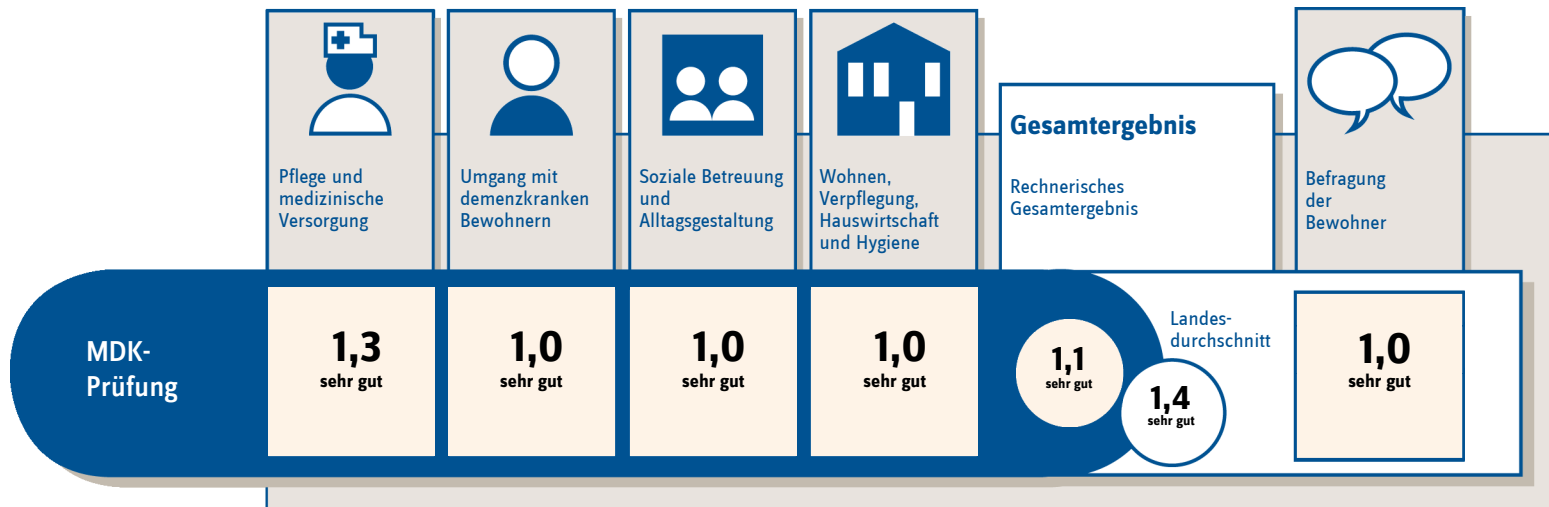 Pflege und
medizinische
Versorgung
Umgang mit
demenzkranken
Bewohnern
Soziale Betreuung
und
Alltagsgestaltung
Wohnen,
Verpflegung,
Hauswirtschaft
und Hygiene
Gesamtergebnis
Rechnerisches
Gesamtergebnis
Befragung
der
Bewohner
MDK-
Prüfung
1,3
sehr gut
1,0
sehr gut
1,0
sehr gut
1,0
sehr gut
1,1
sehr gut
Landes-
durchschnitt
1,4
sehr gut
1,0
sehr gut